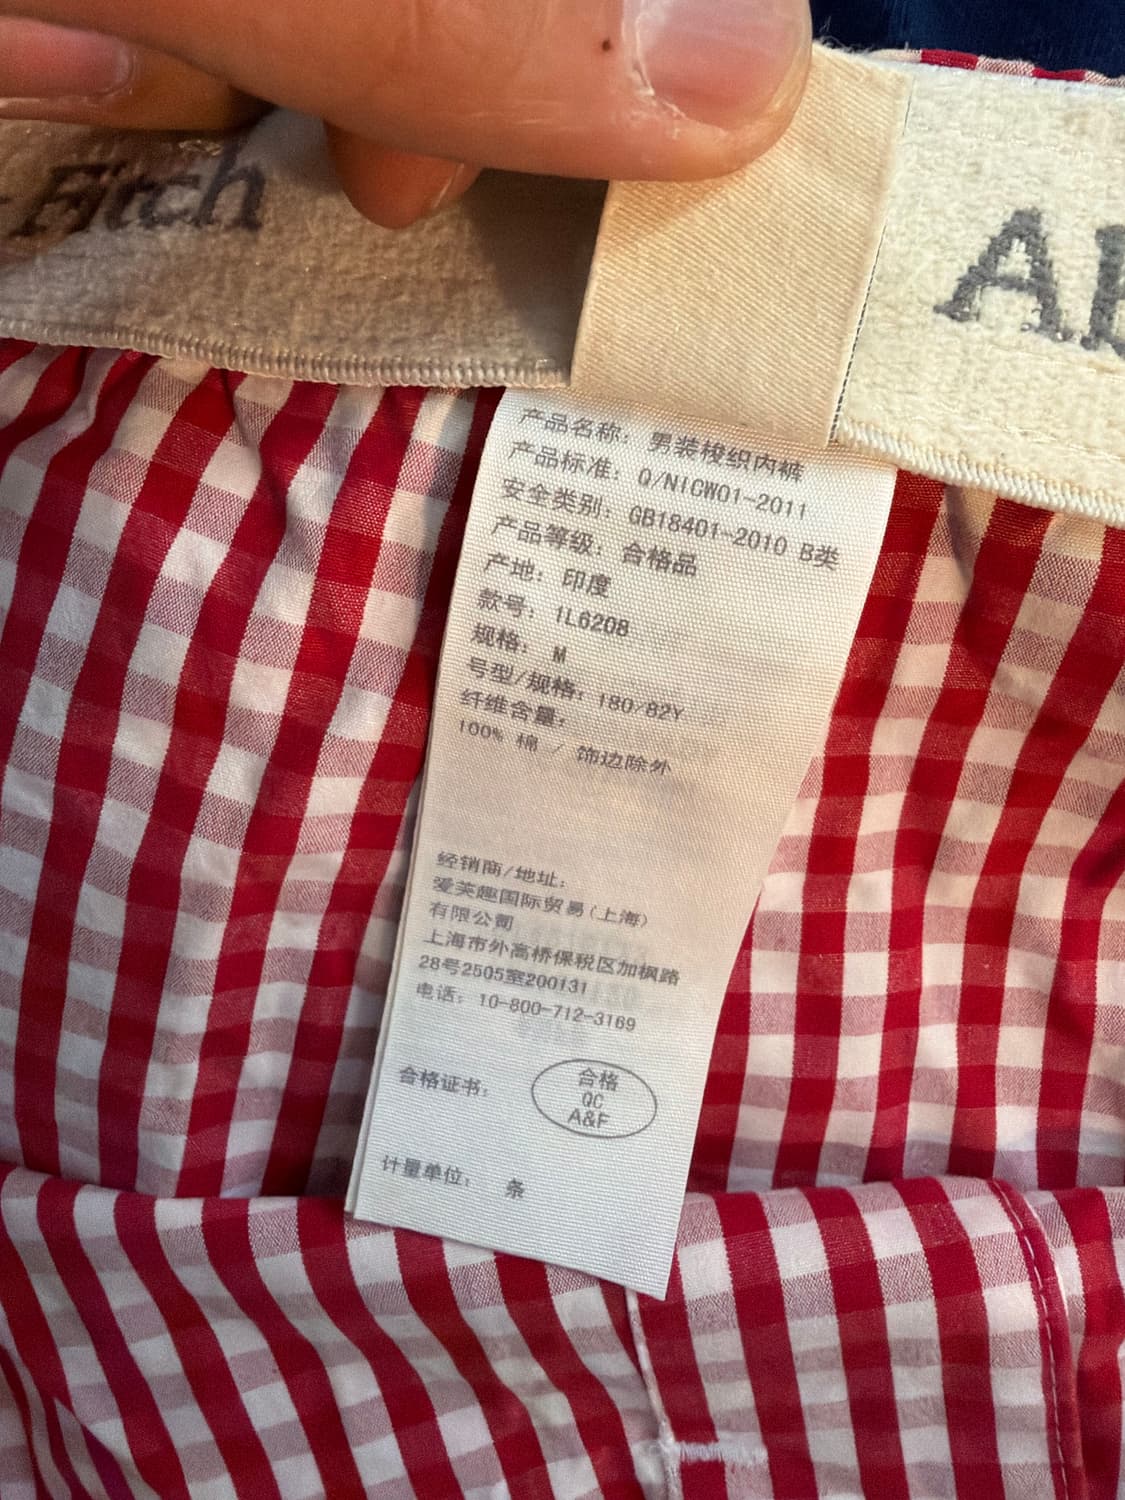 Fitch
A
产品名称：男装梭织内裤
产品标准：Q/NICW01-2011
安全类别：GB18401-2010 B类
产品等级：合格品
产地：印度
款号：1L6208
规格：M
号型/规格：180/82Y
纤维含量：
100% 棉 / 饰边除外
经销商/地址：
爱芙趣国际贸易(上海)
有限公司
上海市外高桥保税区加枫路
28号2505室200131
电话：10-800-712-3169
合格证书：
合格
QC
A&F
计量单位： 条